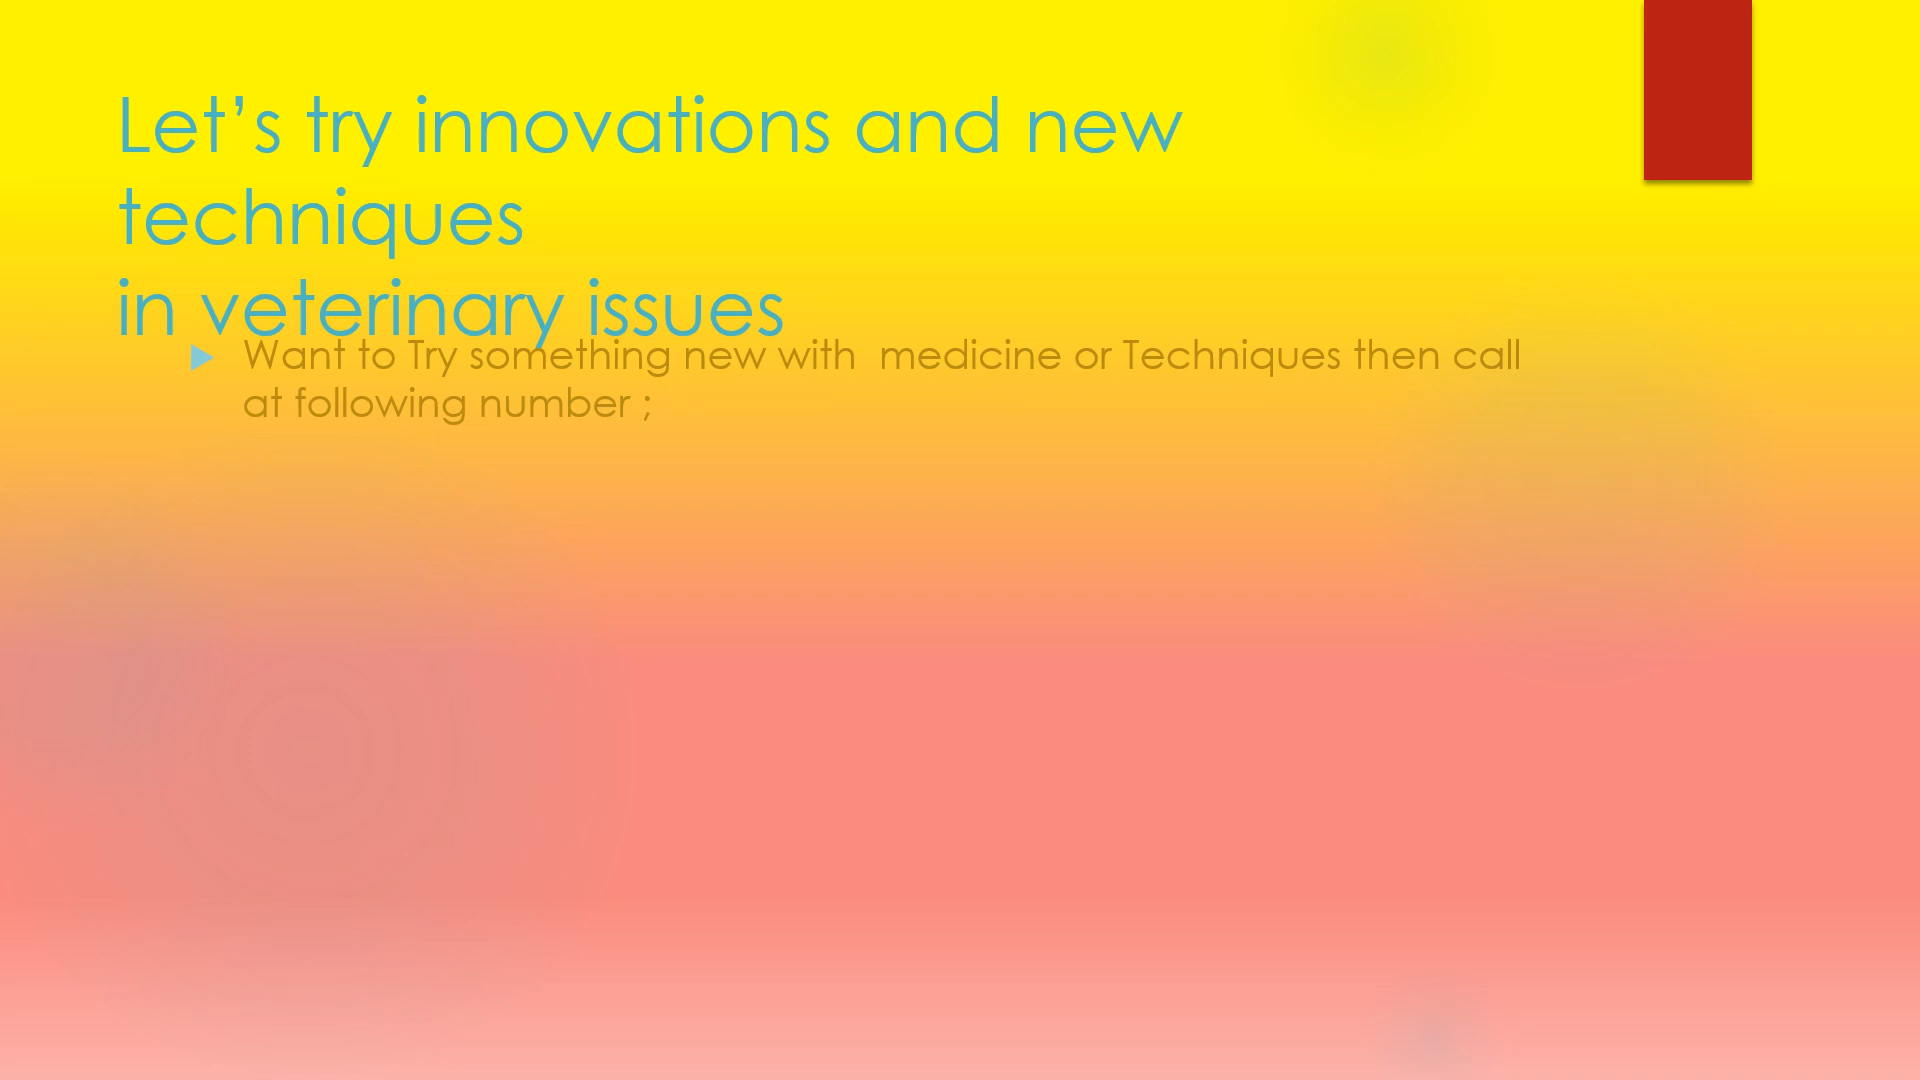 Let’s try innovations and new
techniques
in veterinary issues
Want to Try something new with  medicine or Techniques then call
at following number ;